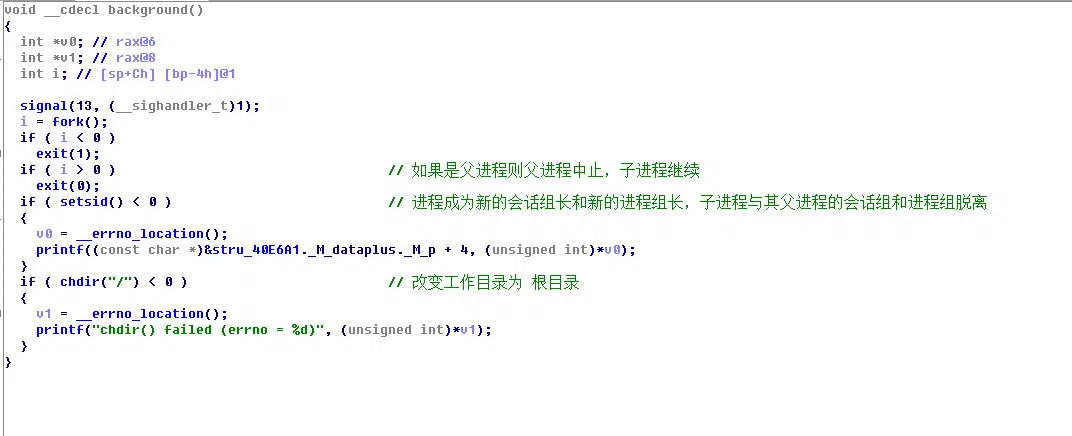 void __cdecl background()
{
  int *v0; // rax@6
  int *v1; // rax@8
  int i; // [sp+Ch] [bp-4h]@1
  signal(13, (__sighandler_t)1);
  i = fork();
  if ( i < 0 )
    exit(1);
  if ( i > 0 ) // 如果是父进程则父进程中止，子进程继续
    exit(0);
  if ( setsid() < 0 ) // 进程成为新的会话组长和新的进程组长，子进程与其父进程的会话组和进程组脱离
  {
    v0 = __errno_location();
    printf((const char *)&stru_40E6A1._M_dataplus._M_p + 4, (unsigned int)*v0);
  }
  if ( chdir("/") < 0 ) // 改变工作目录为 根目录
  {
    v1 = __errno_location();
    printf("chdir() failed (errno = %d)", (unsigned int)*v1);
  }
}